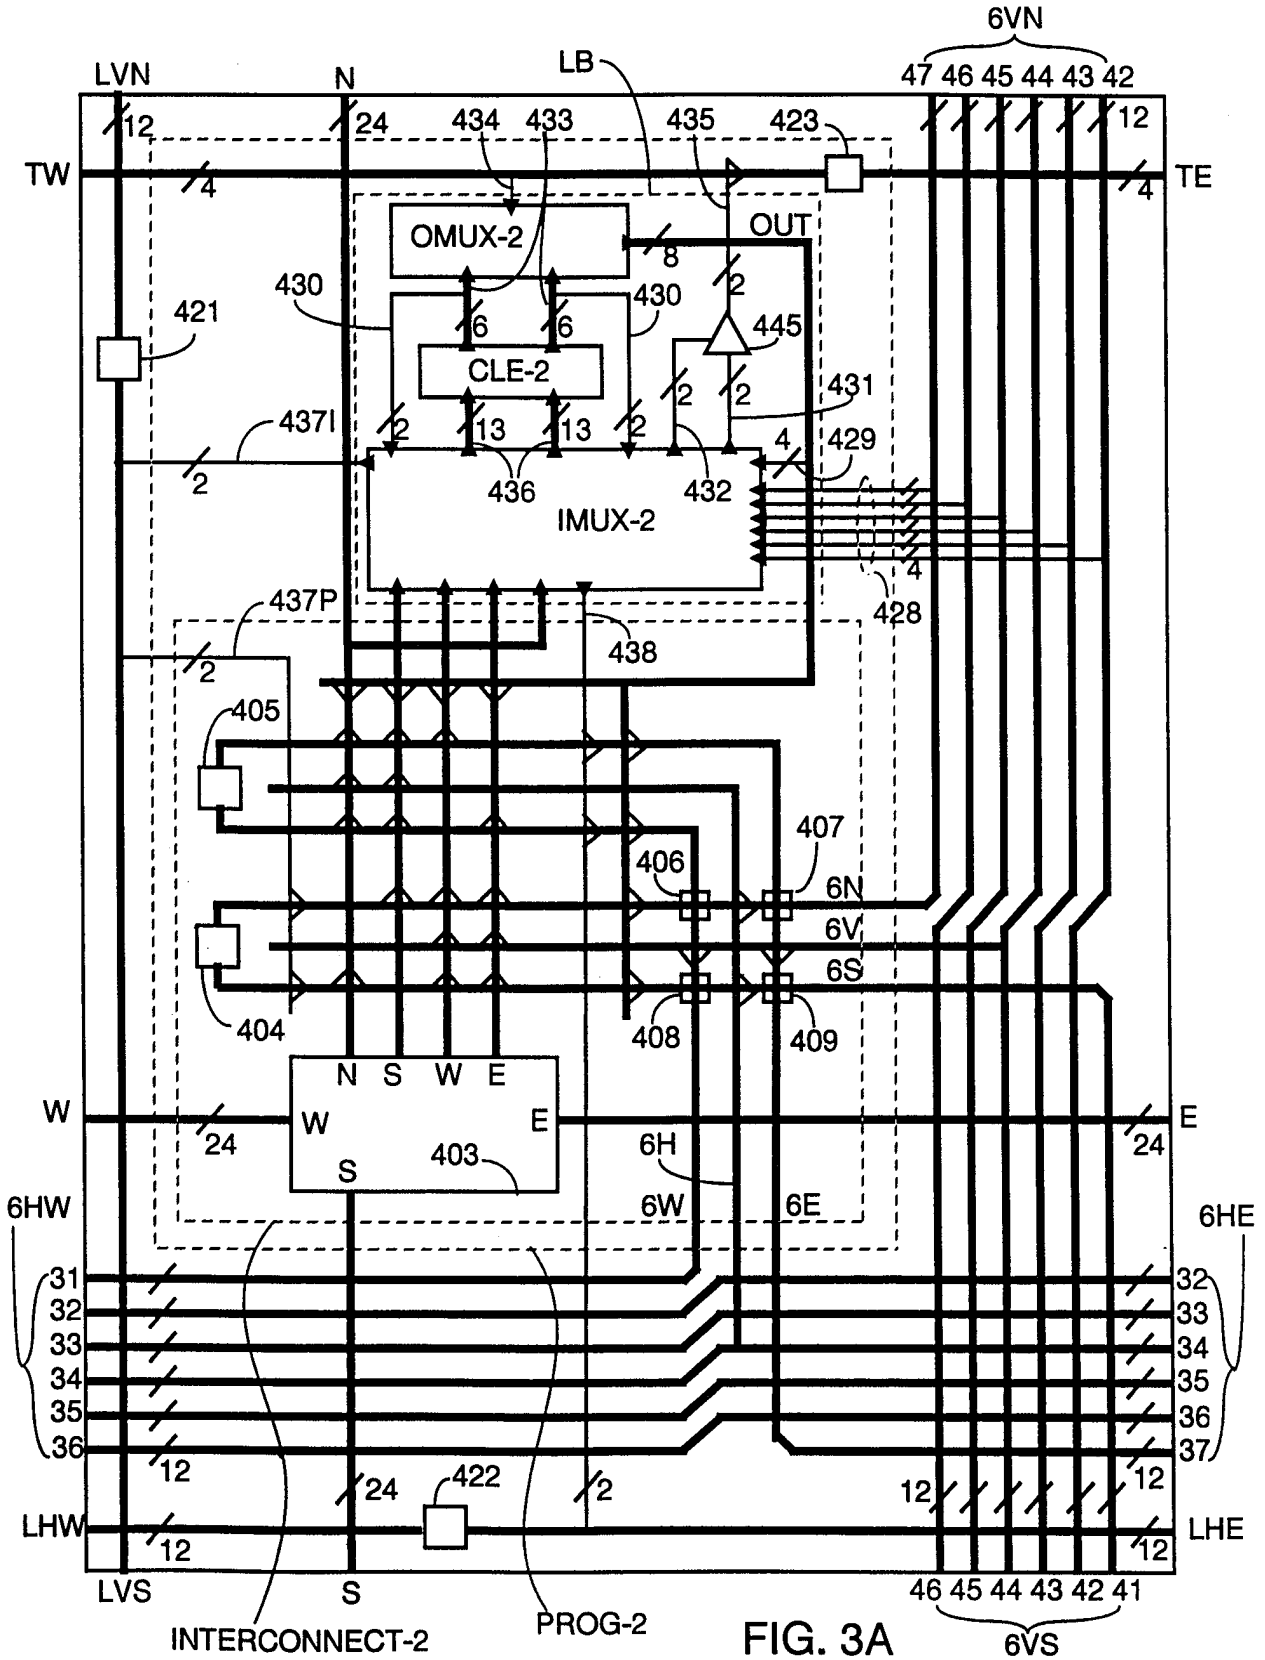 6VN
LVN
N
LB
47 46 45 44 43 42
12
24
434
433
435
423
12
TW
4
4
TE
OMUX-2
OUT
8
430
6
6
430
2
421
445
CLE-2
2
2
431
437I
2
13
13
2
4
429
2
436
432
IMUX-2
4
437P
428
438
2
405
407
406
6N
6V
6S
404
408
409
N S W E
W
W
E
E
24
403
6H
24
S
6HW
6W
6E
6HE
31
32
32
33
33
34
34
35
35
36
36
37
12
12
422
24
2
12
LHW
12
12
LHE
LVS
S
46 45 44 43 42 41
INTERCONNECT-2
PROG-2
FIG. 3A
6VS